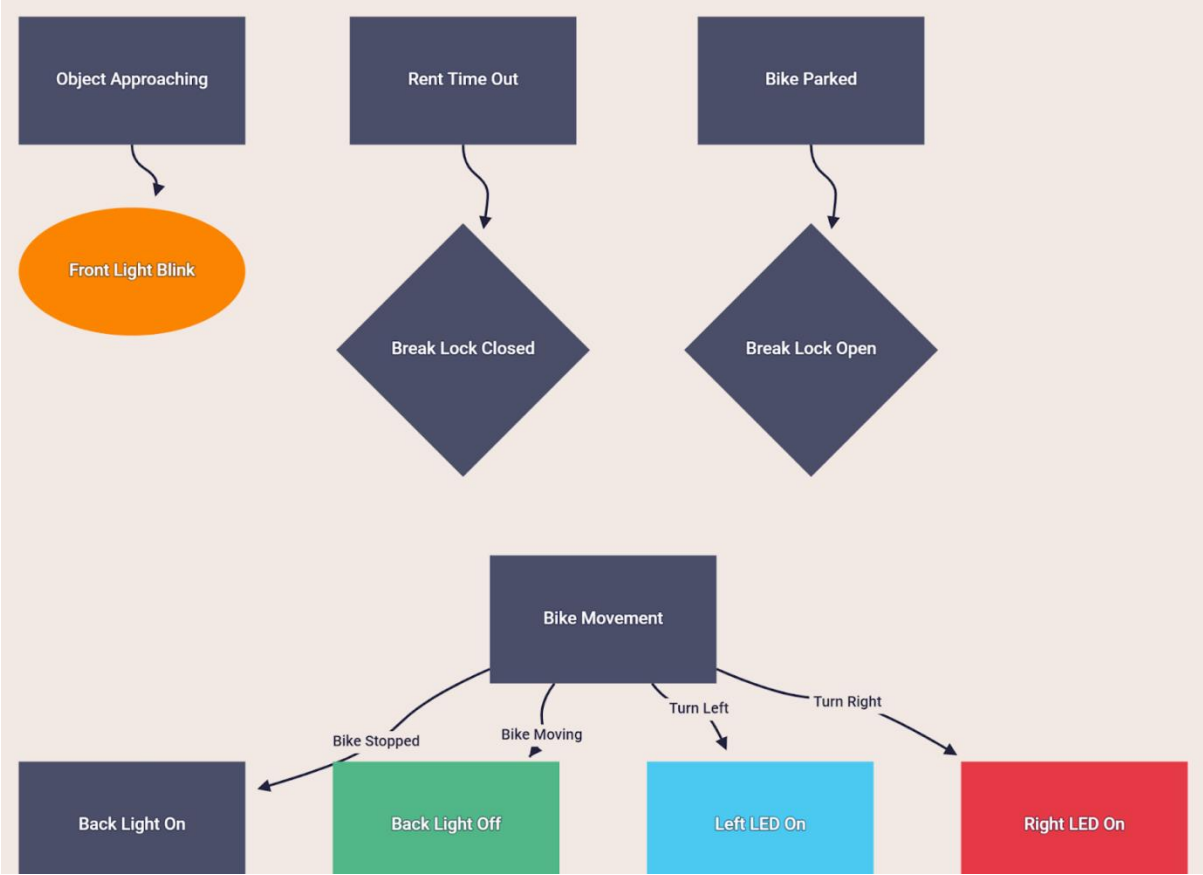 Object Approaching
Rent Time Out
Bike Parked
Front Light Blink
Break Lock Closed
Break Lock Open
Bike Movement
Turn Right
Turn Left
Bike Moving
Bike Stopped
Back Light On
Back Light Off
Left LED On
Right LED On